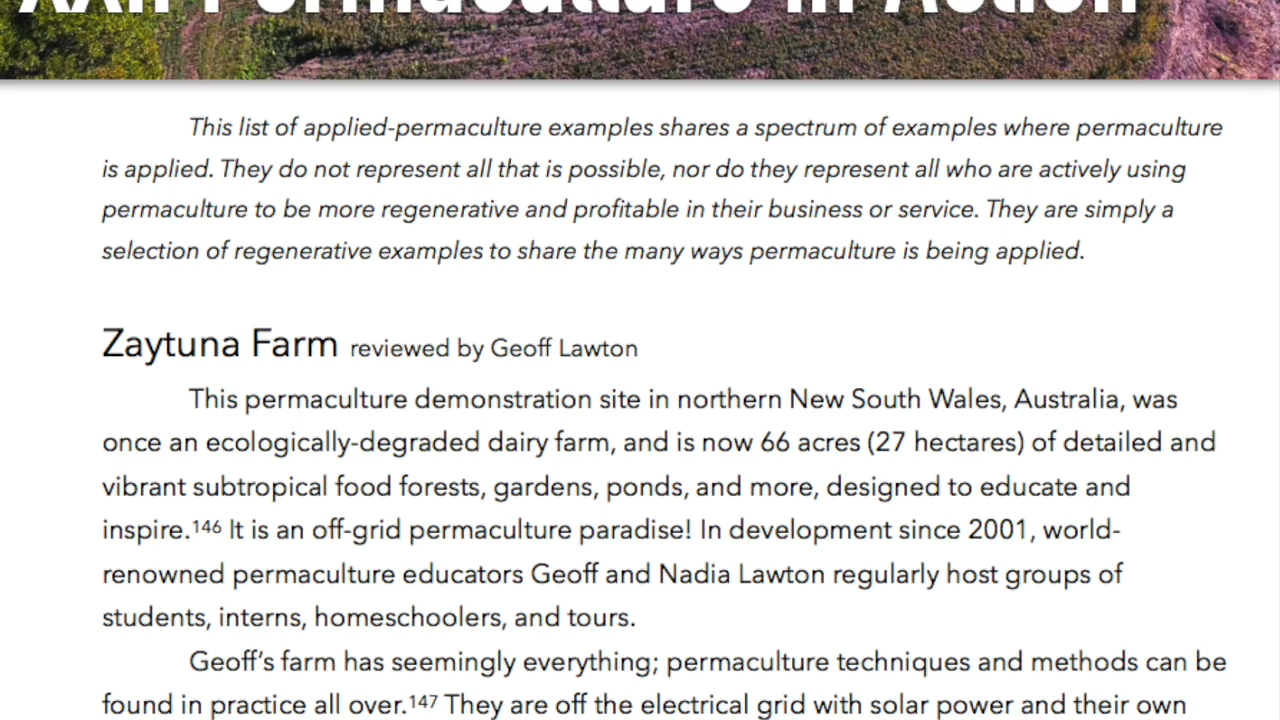 XXII Permaculture in Action
This list of applied-permaculture examples shares a spectrum of examples where permaculture
is applied. They do not represent all that is possible, nor do they represent all who are actively using
permaculture to be more regenerative and profitable in their business or service. They are simply a
selection of regenerative examples to share the many ways permaculture is being applied.
Zaytuna Farm reviewed by Geoff Lawton
This permaculture demonstration site in northern New South Wales, Australia, was
once an ecologically-degraded dairy farm, and is now 66 acres (27 hectares) of detailed and
vibrant subtropical food forests, gardens, ponds, and more, designed to educate and
inspire.146 It is an off-grid permaculture paradise! In development since 2001, world-
renowned permaculture educators Geoff and Nadia Lawton regularly host groups of
students, interns, homeschoolers, and tours.
Geoff’s farm has seemingly everything; permaculture techniques and methods can be
found in practice all over.147 They are off the electrical grid with solar power and their own